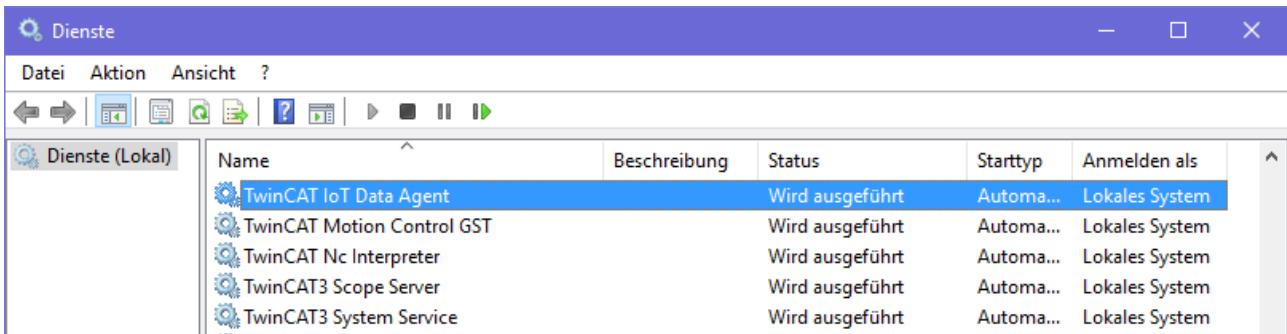 Dienste
Datei Aktion Ansicht ?
Dienste (Lokal)
Name Beschreibung Status Starttyp Anmelden als
TwinCAT IoT Data Agent Wird ausgeführt Automa... Lokales System
TwinCAT Motion Control GST Wird ausgeführt Automa... Lokales System
TwinCAT Nc Interpreter Wird ausgeführt Automa... Lokales System
TwinCAT3 Scope Server Wird ausgeführt Automa... Lokales System
TwinCAT3 System Service Wird ausgeführt Automa... Lokales System